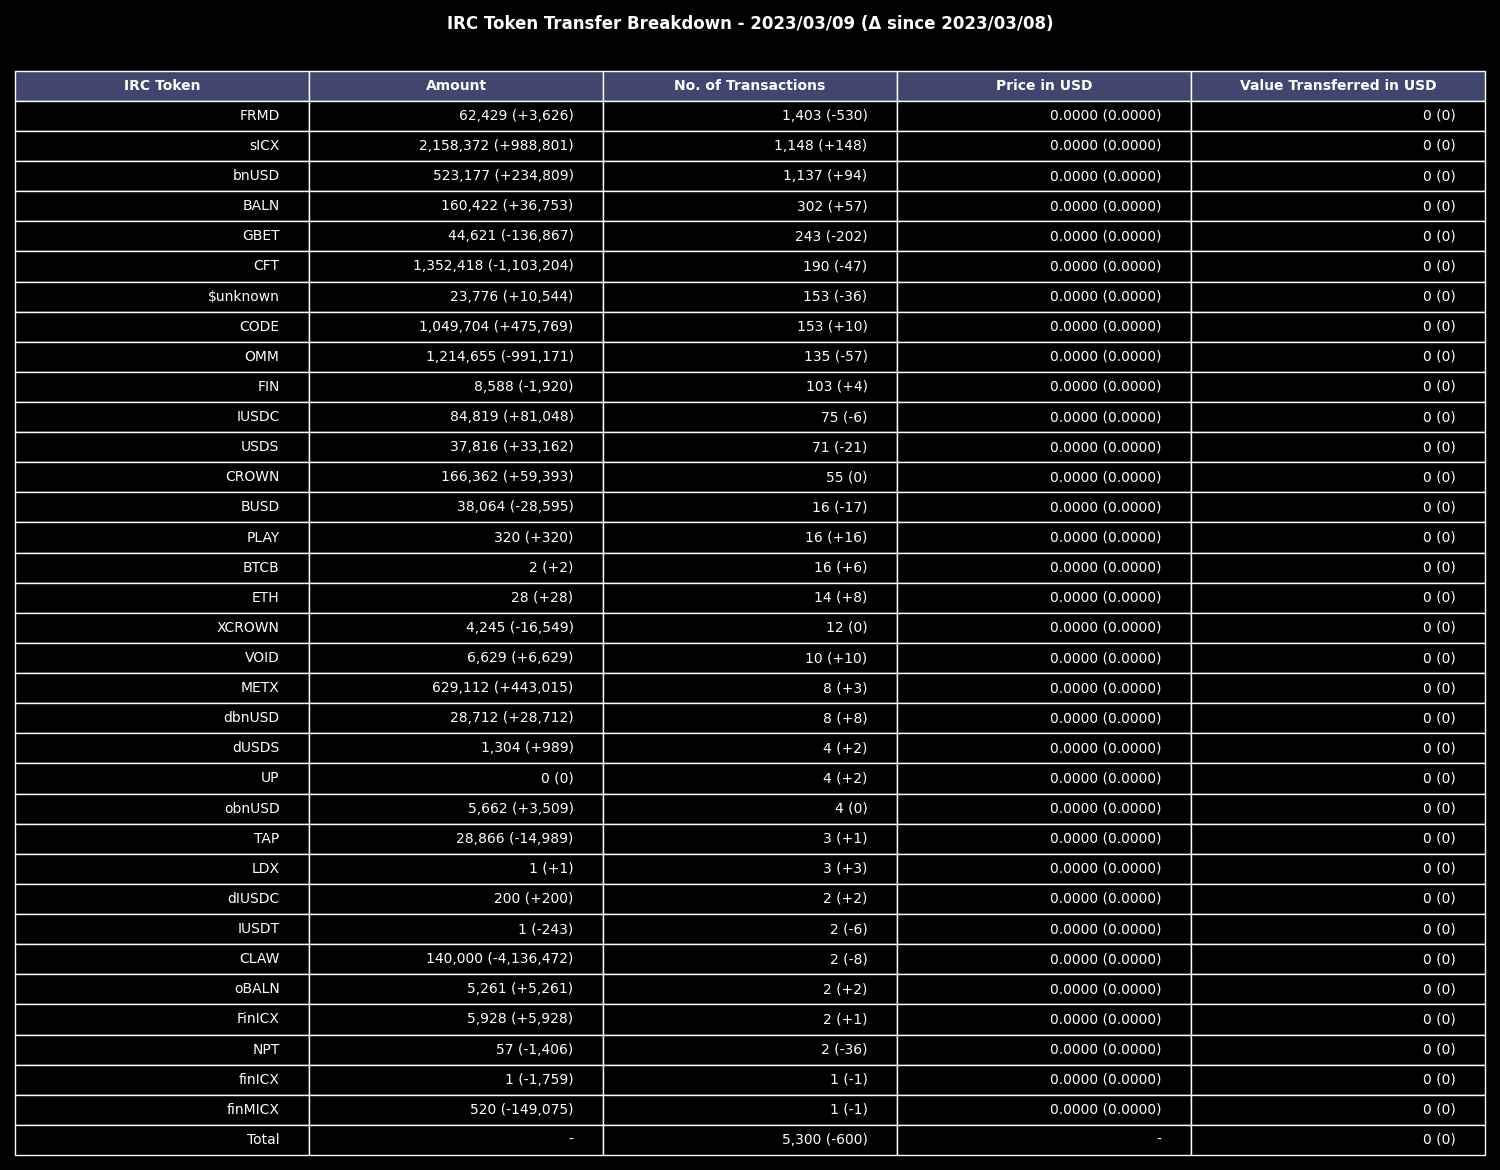 IRC Token Transfer Breakdown - 2023/03/09 (Δ since 2023/03/08)
IRC Token Amount No. of Transactions Price in USD Value Transferred in USD
FRMD 62,429 (+3,626) 1,403 (-530) 0.0000 (0.0000) 0 (0)
sICX 2,158,372 (+988,801) 1,148 (+148) 0.0000 (0.0000) 0 (0)
bnUSD 523,177 (+234,809) 1,137 (+94) 0.0000 (0.0000) 0 (0)
BALN 160,422 (+36,753) 302 (+57) 0.0000 (0.0000) 0 (0)
GBET 44,621 (-136,867) 243 (-202) 0.0000 (0.0000) 0 (0)
CFT 1,352,418 (-1,103,204) 190 (-47) 0.0000 (0.0000) 0 (0)
$unknown 23,776 (+10,544) 153 (-36) 0.0000 (0.0000) 0 (0)
CODE 1,049,704 (+475,769) 153 (+10) 0.0000 (0.0000) 0 (0)
OMM 1,214,655 (-991,171) 135 (-57) 0.0000 (0.0000) 0 (0)
FIN 8,588 (-1,920) 103 (+4) 0.0000 (0.0000) 0 (0)
IUSDC 84,819 (+81,048) 75 (-6) 0.0000 (0.0000) 0 (0)
USDS 37,816 (+33,162) 71 (-21) 0.0000 (0.0000) 0 (0)
CROWN 166,362 (+59,393) 55 (0) 0.0000 (0.0000) 0 (0)
BUSD 38,064 (-28,595) 16 (-17) 0.0000 (0.0000) 0 (0)
PLAY 320 (+320) 16 (+16) 0.0000 (0.0000) 0 (0)
BTCB 2 (+2) 16 (+6) 0.0000 (0.0000) 0 (0)
ETH 28 (+28) 14 (+8) 0.0000 (0.0000) 0 (0)
XCROWN 4,245 (-16,549) 12 (0) 0.0000 (0.0000) 0 (0)
VOID 6,629 (+6,629) 10 (+10) 0.0000 (0.0000) 0 (0)
METX 629,112 (+443,015) 8 (+3) 0.0000 (0.0000) 0 (0)
dbnUSD 28,712 (+28,712) 8 (+8) 0.0000 (0.0000) 0 (0)
dUSDS 1,304 (+989) 4 (+2) 0.0000 (0.0000) 0 (0)
UP 0 (0) 4 (+2) 0.0000 (0.0000) 0 (0)
obnUSD 5,662 (+3,509) 4 (0) 0.0000 (0.0000) 0 (0)
TAP 28,866 (-14,989) 3 (+1) 0.0000 (0.0000) 0 (0)
LDX 1 (+1) 3 (+3) 0.0000 (0.0000) 0 (0)
dIUSDC 200 (+200) 2 (+2) 0.0000 (0.0000) 0 (0)
IUSDT 1 (-243) 2 (-6) 0.0000 (0.0000) 0 (0)
CLAW 140,000 (-4,136,472) 2 (-8) 0.0000 (0.0000) 0 (0)
oBALN 5,261 (+5,261) 2 (+2) 0.0000 (0.0000) 0 (0)
FinICX 5,928 (+5,928) 2 (+1) 0.0000 (0.0000) 0 (0)
NPT 57 (-1,406) 2 (-36) 0.0000 (0.0000) 0 (0)
finICX 1 (-1,759) 1 (-1) 0.0000 (0.0000) 0 (0)
finMICX 520 (-149,075) 1 (-1) 0.0000 (0.0000) 0 (0)
Total - 5,300 (-600) - 0 (0)